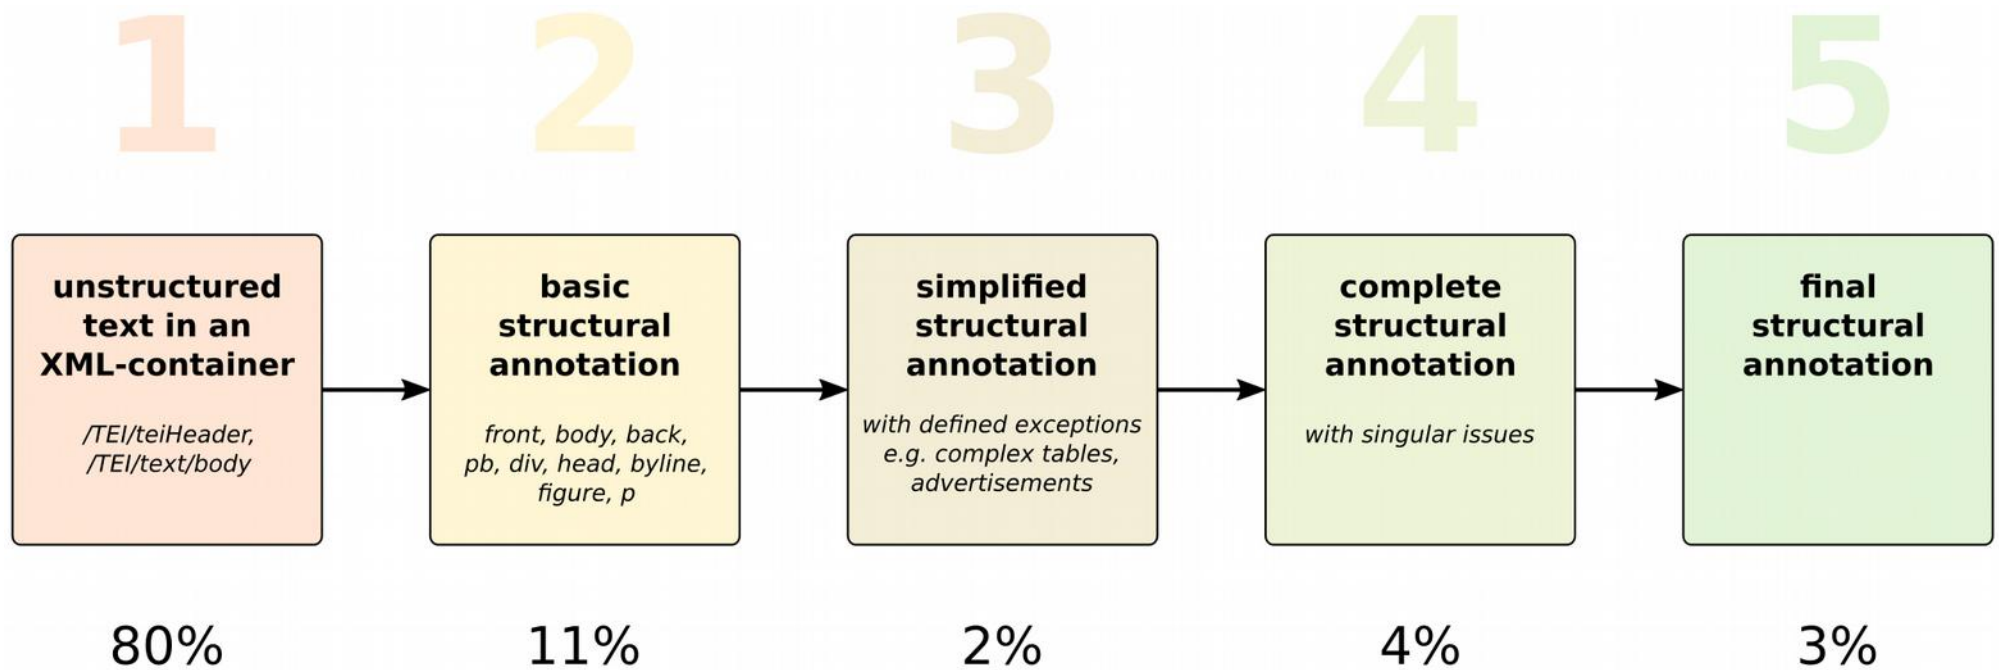 1
2
3
4
5
unstructured
text in an
XML-container
/TEI/teiHeader,
/TEI/text/body
basic
structural
annotation
front, body, back,
pb, div, head, byline,
figure, p
simplified
structural
annotation
with defined exceptions
e.g. complex tables,
advertisements
complete
structural
annotation
with singular issues
final
structural
annotation
80%
11%
2%
4%
3%